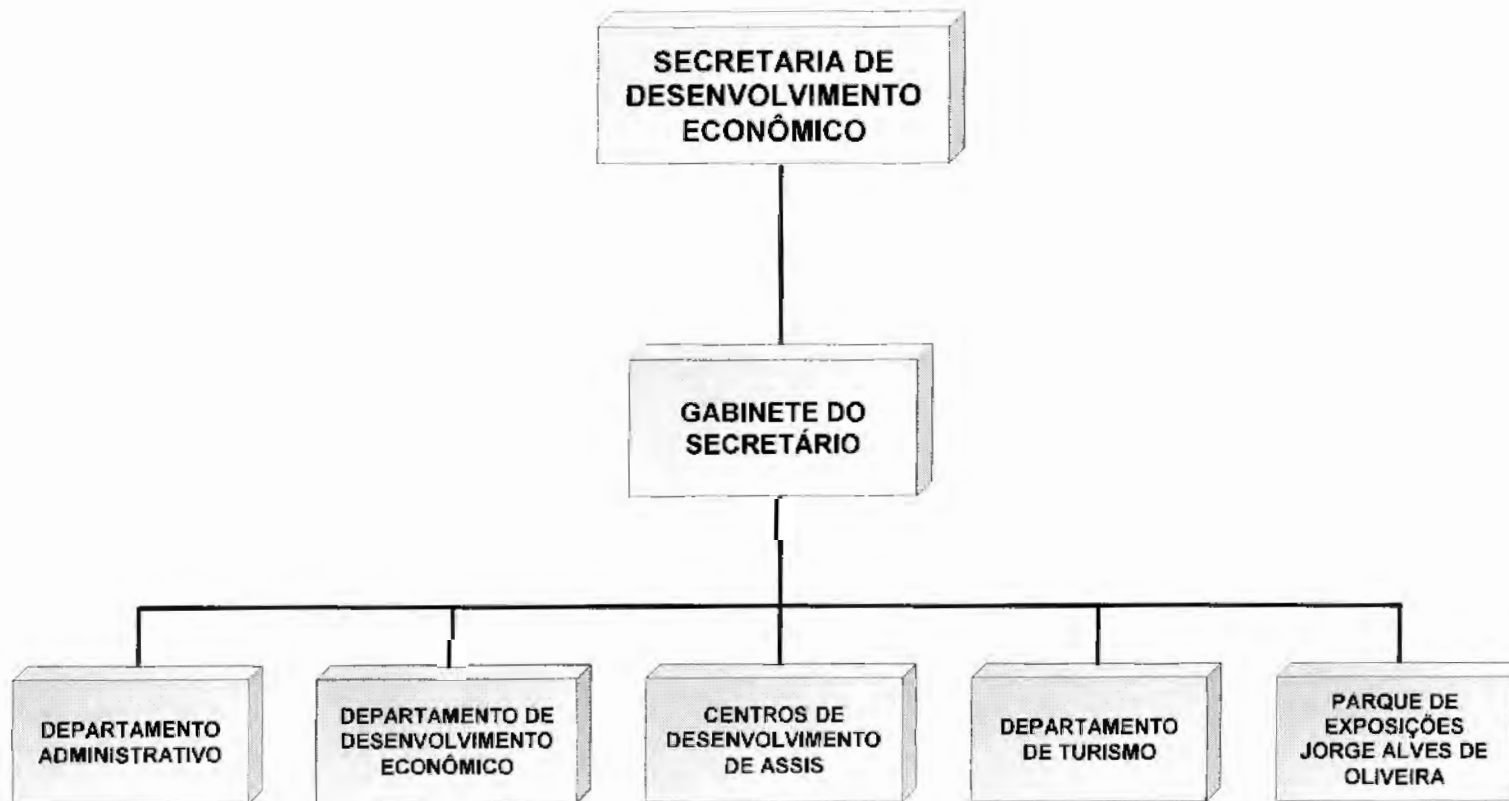 SECRETARIA DE
DESENVOLVIMENTO
ECONÔMICO
GABINETE DO
SECRETÁRIO
DEPARTAMENTO
ADMINISTRATIVO
DEPARTAMENTO DE
DESENVOLVIMENTO
ECONÔMICO
CENTROS DE
DESENVOLVIMENTO
DE ASSIS
DEPARTAMENTO
DE TURISMO
PARQUE DE
EXPOSIÇÕES
JORGE ALVES DE
OLIVEIRA